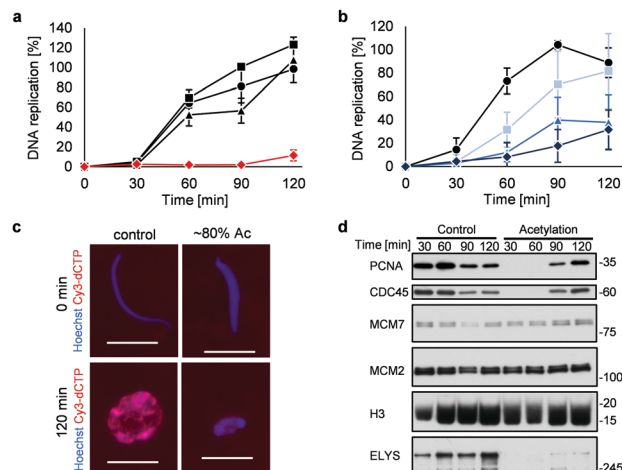 a
DNA replication [%]
140
120
100
80
60
40
20
0
0 30 60 90 120
Time [min]
b
DNA replication [%]
120
100
80
60
40
20
0
0 30 60 90 120
Time [min]
c
control ~80% Ac
0 min
Hoechst Cy3-dCTP
120 min
Hoechst Cy3-dCTP
d
Control Acetylation
Time [min] 30 60 90 120 30 60 90 120
PCNA -35
CDC45 -60
MCM7 -75
MCM2 -100
H3 -20
-15
ELYS -245